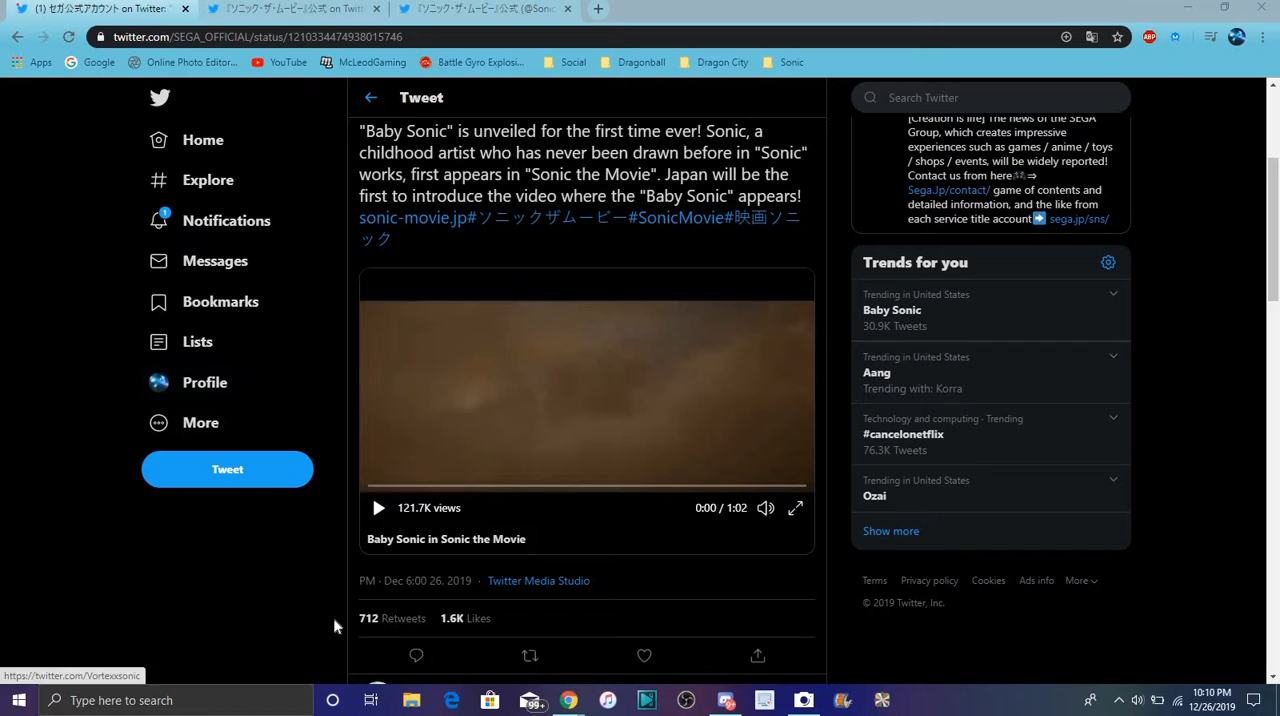 (1) セガ公式アカウント on Twitter: "
『ソニック・ザ・ムービー』公式 on Twitt
『ソニック・ザ・ムービー』公式 (@Sonic
twitter.com/SEGA_OFFICIAL/status/1210334474938015746
ABP
Apps
Google
Online Photo Editor...
YouTube
McLeodGaming
Battle Gyro Explosi...
Social
Dragonball
Dragon City
Sonic
Home
Explore
1
Notifications
Messages
Bookmarks
Lists
Profile
More
Tweet
Tweet
"Baby Sonic" is unveiled for the first time ever! Sonic, a
childhood artist who has never been drawn before in "Sonic"
works, first appears in "Sonic the Movie". Japan will be the
first to introduce the video where the "Baby Sonic" appears!
sonic-movie.jp#ソニックザムービー#SonicMovie#映画ソニ
ック
121.7K views
0:00 / 1:02
Baby Sonic in Sonic the Movie
PM · Dec 6:00 26, 2019 · Twitter Media Studio
712 Retweets 1.6K Likes
Search Twitter
[Creation is life] The news of the SEGA
Group, which creates impressive
experiences such as games / anime / toys
/ shops / events, will be widely reported!
Contact us from here🎮⇒
Sega.Jp/contact/ game of contents and
detailed information, and the like from
each service title account➡ sega.jp/sns/
Trends for you
Trending in United States
Baby Sonic
30.9K Tweets
Trending in United States
Aang
Trending with: Korra
Technology and computing · Trending
#cancelonetflix
76.3K Tweets
Trending in United States
Ozai
Show more
Terms Privacy policy Cookies Ads info More
© 2019 Twitter, Inc.
https://twitter.com/Vortexxsonic
Type here to search
99+
10:10 PM
12/26/2019